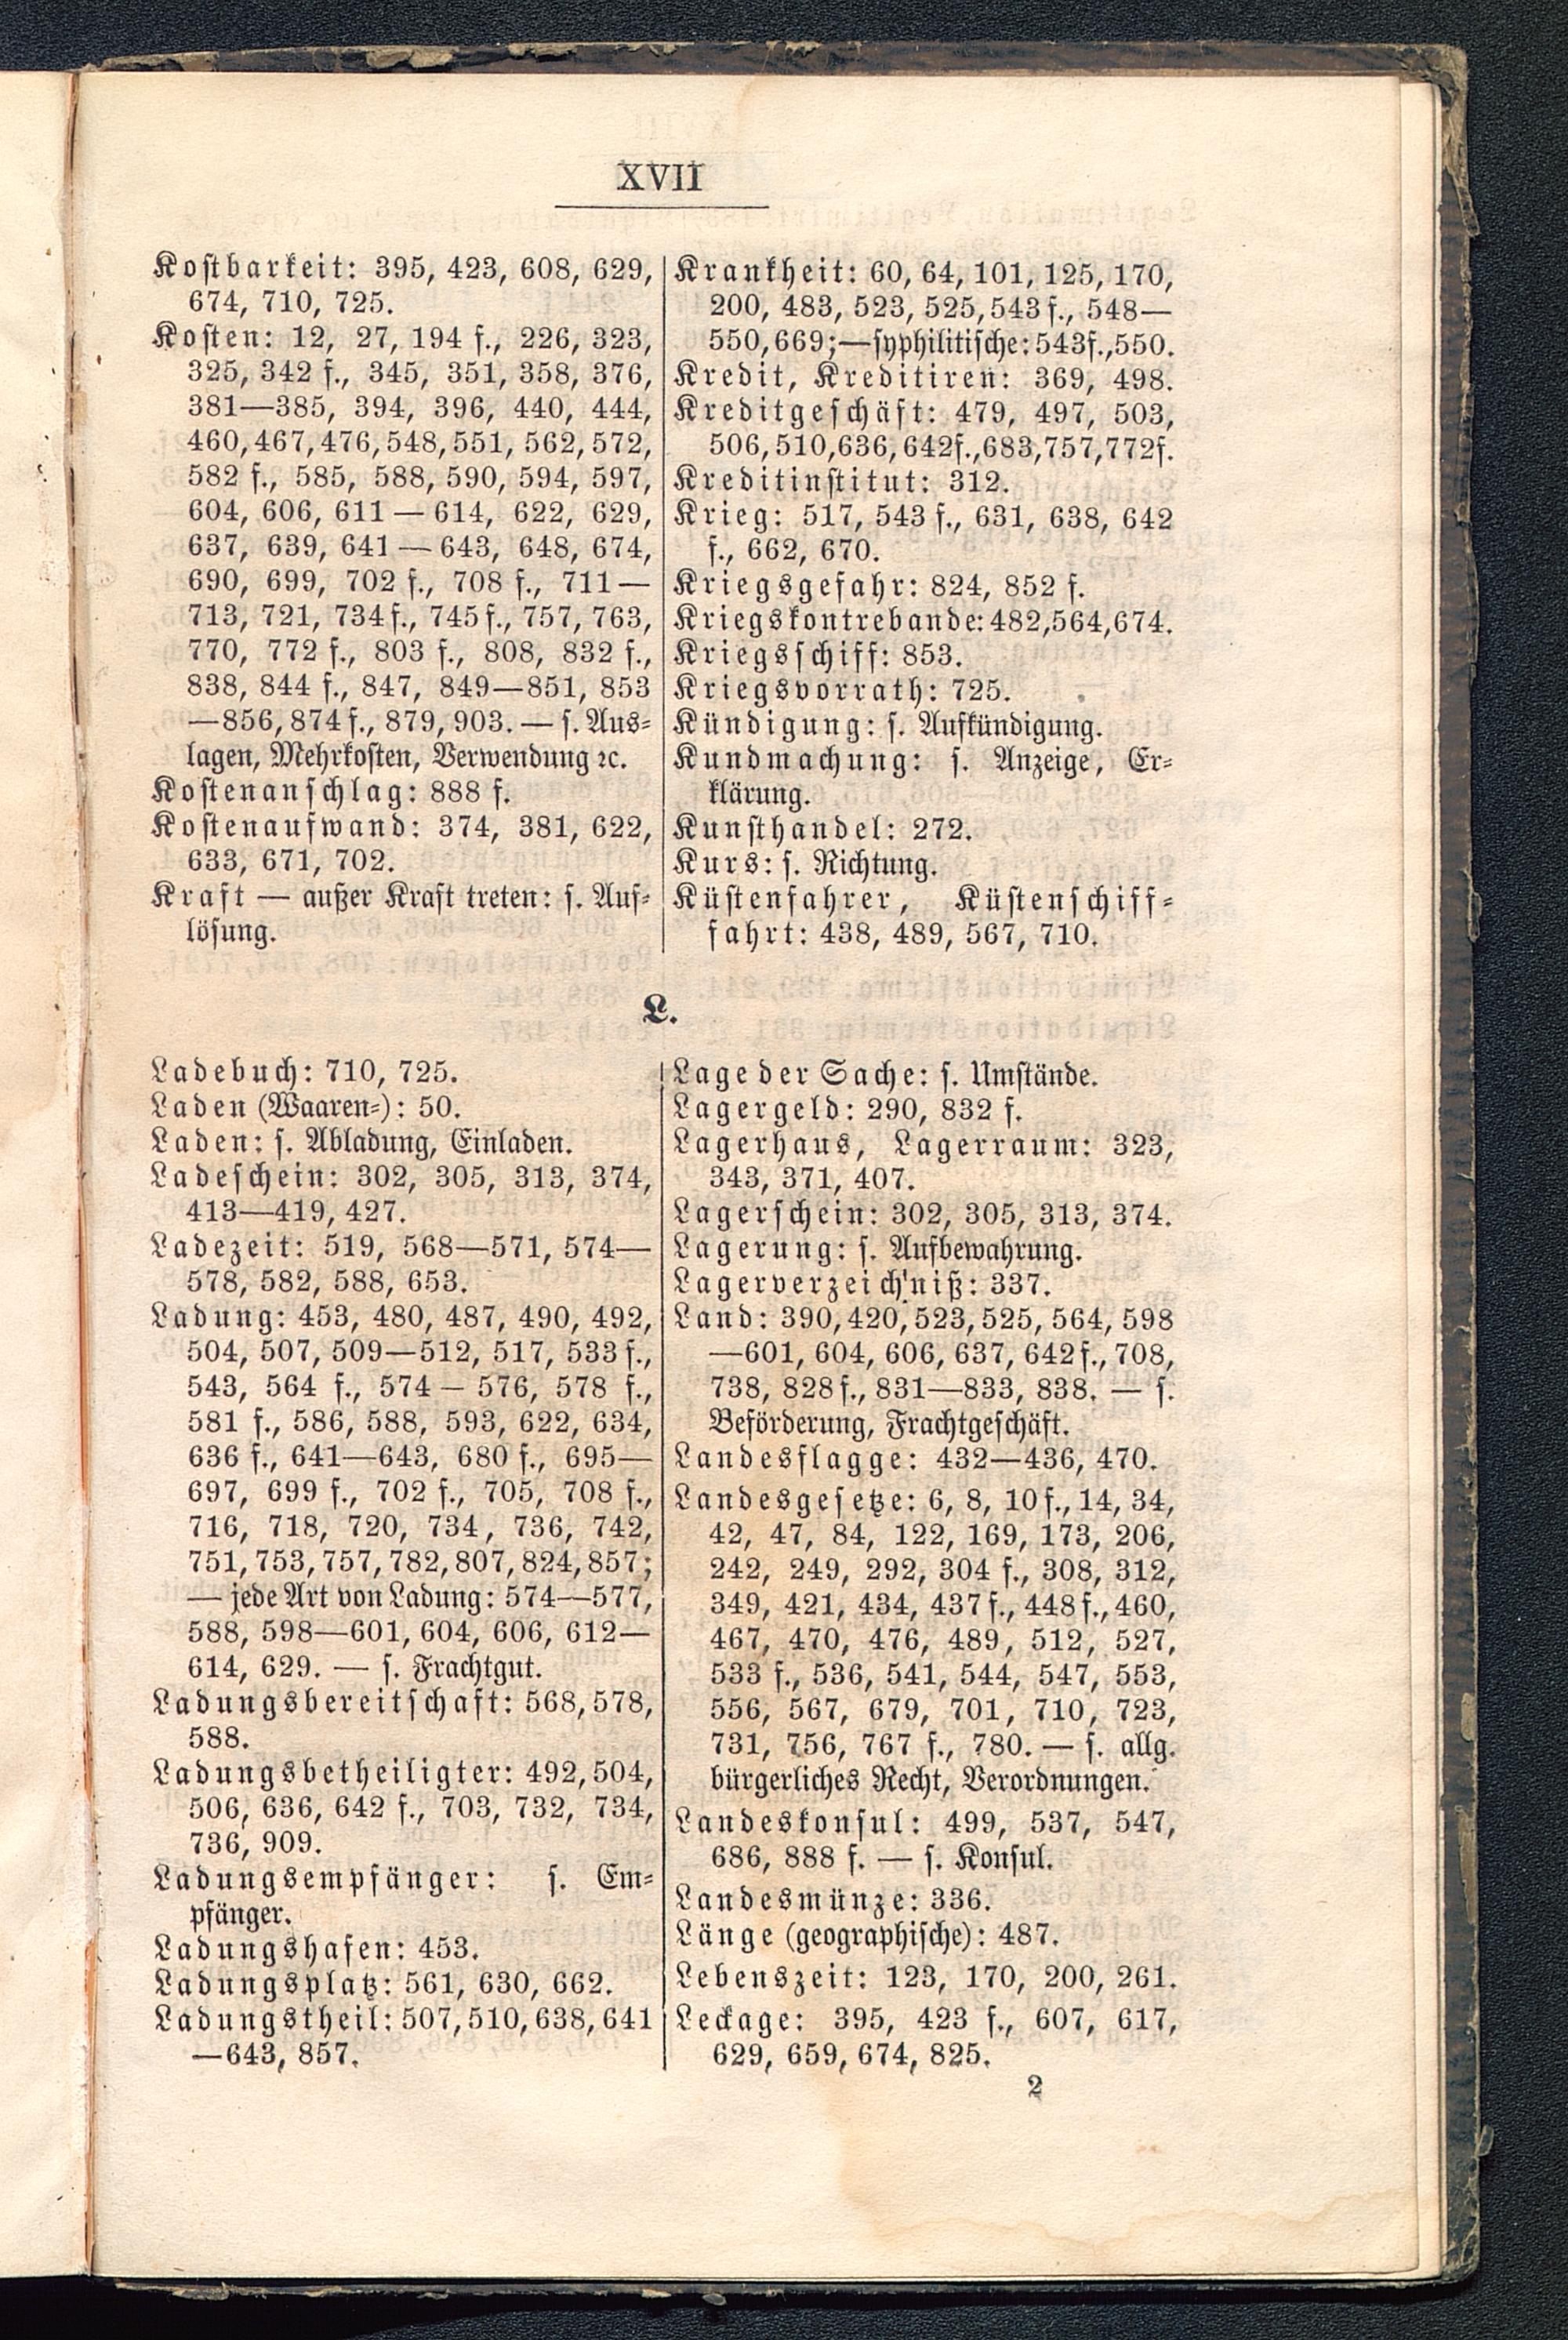 XVII
Kostbarkeit: 395, 423, 608, 629,
674, 710, 725.
Kosten: 12, 27, 194 f., 226, 323,
325, 342 f., 345, 351, 358, 376,
381—385, 394, 396, 440, 444,
460, 467, 476, 548, 551, 562, 572,
582 f., 585, 588, 590, 594, 597,
604, 606, 611 — 614, 622, 629,
637, 639, 641 — 643, 648, 674,
690, 699, 702 f., 708 f., 711 —
713, 721, 734 f., 745 f., 757, 763,
770, 772 f., 803 f., 808, 832 f.,
838, 844 f., 847, 849—851, 853
—856, 874 f., 879, 903. — s. Aus-
lagen, Mehrkosten, Verwendung ꝛc.
Kostenanschlag: 888 f.
Kostenaufwand: 374, 381, 622,
633, 671, 702.
Kraft — außer Kraft treten: s. Auf-
lösung.
Krankheit: 60, 64, 101, 125, 170,
200, 483, 523, 525, 543 f., 548—
550, 669; — syphilitische: 543 f., 550.
Kredit, Kreditiren: 369, 498.
Kreditgeschäft: 479, 497, 503,
506, 510, 636, 642 f., 683, 757, 772 f.
Kreditinstitut: 312.
Krieg: 517, 543 f., 631, 638, 642
f., 662, 670.
Kriegsgefahr: 824, 852 f.
Kriegskontrebande: 482, 564, 674.
Kriegsschiff: 853.
Kriegsvorrath: 725.
Kündigung: s. Aufkündigung.
Kundmachung: s. Anzeige, Er-
klärung.
Kunsthandel: 272.
Kurs: s. Richtung.
Küstenfahrer, Küstenschiff-
fahrt: 438, 489, 567, 710.
L.
Ladebuch: 710, 725.
Laden (Waaren-): 50.
Laden: s. Abladung, Einladen.
Ladeschein: 302, 305, 313, 374,
413—419, 427.
Ladezeit: 519, 568—571, 574—
578, 582, 588, 653.
Ladung: 453, 480, 487, 490, 492,
504, 507, 509—512, 517, 533 f.,
543, 564 f., 574 — 576, 578 f.,
581 f., 586, 588, 593, 622, 634,
636 f., 641—643, 680 f., 695—
697, 699 f., 702 f., 705, 708 f.,
716, 718, 720, 734, 736, 742,
751, 753, 757, 782, 807, 824, 857;
— jede Art von Ladung: 574—577,
588, 598—601, 604, 606, 612—
614, 629. — s. Frachtgut.
Ladungsbereitschaft: 568, 578,
588.
Ladungsbetheiligter: 492, 504,
506, 636, 642 f., 703, 732, 734,
736, 909.
Ladungsempfänger: s. Em-
pfänger.
Ladungshafen: 453.
Ladungsplatz: 561, 630, 662.
Ladungstheil: 507, 510, 638, 641
—643, 857.
Lage der Sache: s. Umstände.
Lagergeld: 290, 832 f.
Lagerhaus, Lagerraum: 323,
343, 371, 407.
Lagerschein: 302, 305, 313, 374.
Lagerung: s. Aufbewahrung.
Lagerverzeichniß: 337.
Land: 390, 420, 523, 525, 564, 598
—601, 604, 606, 637, 642 f., 708,
738, 828 f., 831—833, 838. — s.
Beförderung, Frachtgeschäft.
Landesflagge: 432—436, 470.
Landesgesetze: 6, 8, 10 f., 14, 34,
42, 47, 84, 122, 169, 173, 206,
242, 249, 292, 304 f., 308, 312,
349, 421, 434, 437 f., 448 f., 460,
467, 470, 476, 489, 512, 527,
533 f., 536, 541, 544, 547, 553,
556, 567, 679, 701, 710, 723,
731, 756, 767 f., 780. — s. allg.
bürgerliches Recht, Verordnungen.
Landeskonsul: 499, 537, 547,
686, 888 f. — s. Konsul.
Landesmünze: 336.
Länge (geographische): 487.
Lebenszeit: 123, 170, 200, 261.
Leckage: 395, 423 f., 607, 617,
629, 659, 674, 825.
2